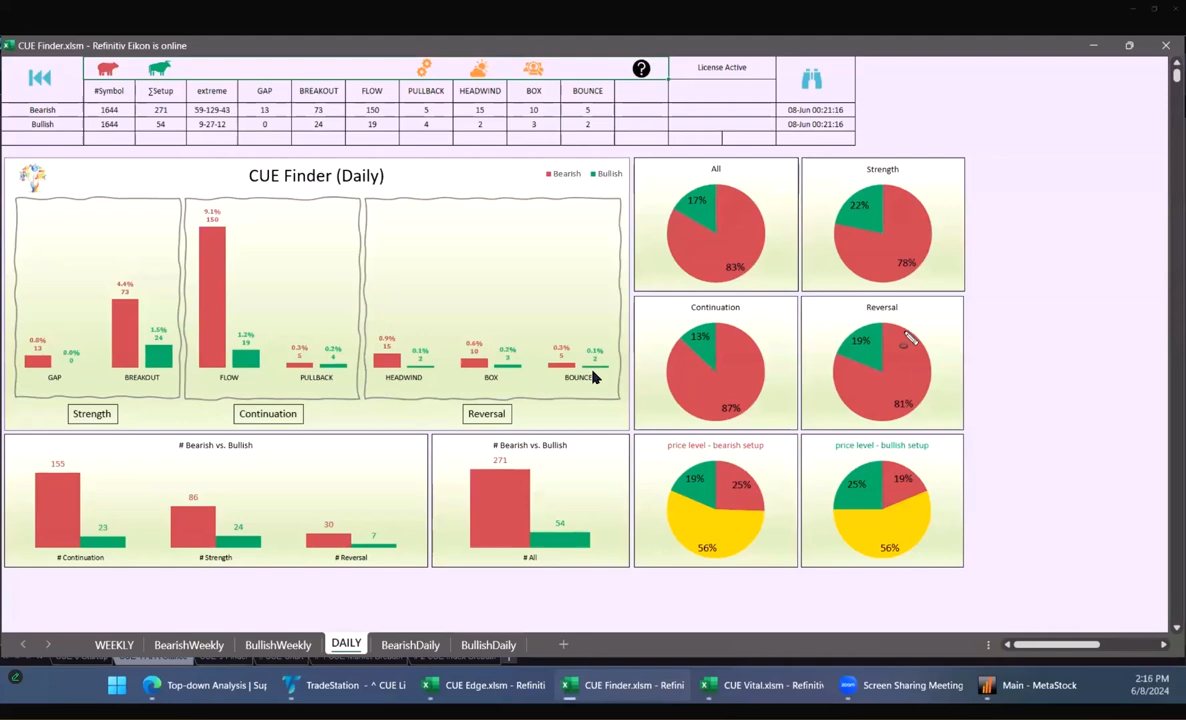 CUE Finder.xlsm - Refinitiv Eikon is online
? License Active
#Symbol ∑Setup extreme GAP BREAKOUT FLOW PULLBACK HEADWIND BOX BOUNCE
Bearish 1644 271 59-129-43 13 73 150 5 15 10 5 08-Jun 00:21:16
Bullish 1644 54 9-27-12 0 24 19 4 2 3 2 08-Jun 00:21:16
CUE Finder (Daily)
Bearish Bullish
9.1%
150
4.4%
73
1.5%
24
0.8%
13
0.0%
0
1.2%
19
0.3%
5
0.2%
4
0.9%
15
0.1%
2
0.6%
10
0.2%
3
0.3%
5
0.1%
2
GAP BREAKOUT FLOW PULLBACK HEADWIND BOX BOUNCE
Strength Continuation Reversal
All
17%
83%
Strength
22%
78%
Continuation
13%
87%
Reversal
19%
81%
# Bearish vs. Bullish
155
23
86
24
30
7
# Continuation # Strength # Reversal
# Bearish vs. Bullish
271
54
# All
price level - bearish setup
19% 25%
56%
price level - bullish setup
25% 19%
56%
WEEKLY BearishWeekly BullishWeekly DAILY BearishDaily BullishDaily
Top-down Analysis | Sup TradeStation - ^ CUE Li CUE Edge.xlsm - Refiniti CUE Finder.xlsm - Refini CUE Vital.xlsm - Refinitiv zoom Screen Sharing Meeting Main - MetaStock
2:16 PM
6/8/2024